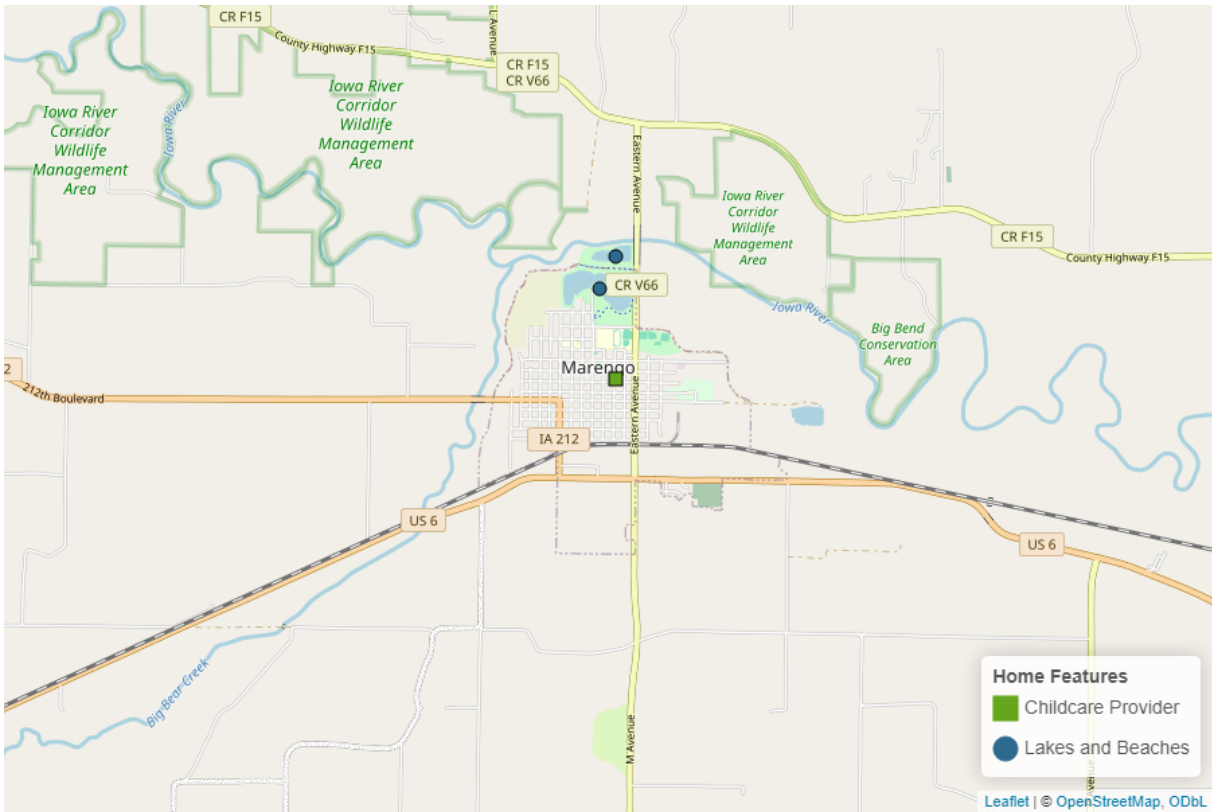 CR F15
County Highway F15
L Avenue
CR F15
CR V66
Iowa River
Corridor
Wildlife
Management
Area
Iowa River
Iowa River
Corridor
Wildlife
Management
Area
Eastern Avenue
Iowa River
Corridor
Wildlife
Management
Area
CR F15
County Highway F15
CR V66
Iowa River
Big Bend
Conservation
Area
Marengo
2
212th Boulevard
Eastern Avenue
IA 212
US 6
US 6
Big Bear Creek
M Avenue
Home Features
Childcare Provider
Lakes and Beaches
Avenue
Leaflet | © OpenStreetMap, ODbL